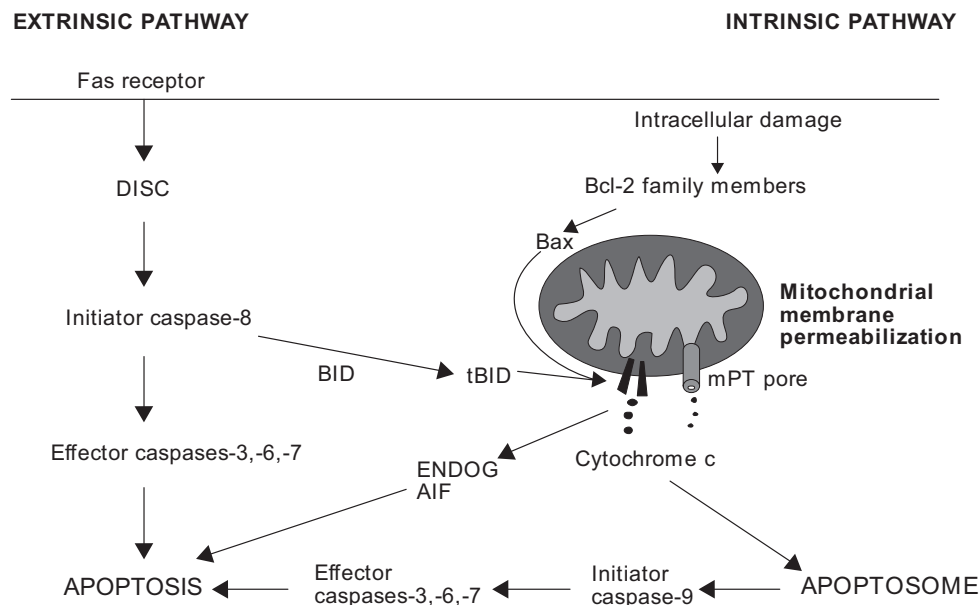 EXTRINSIC PATHWAY
INTRINSIC PATHWAY
Fas receptor
Intracellular damage
DISC
Bcl-2 family members
Bax
Mitochondrial
membrane
permeabilization
Initiator caspase-8
BID
tBID
mPT pore
Effector caspases-3,-6,-7
ENDOG
AIF
Cytochrome c
APOPTOSIS
Effector
caspases-3,-6,-7
Initiator
caspase-9
APOPTOSOME